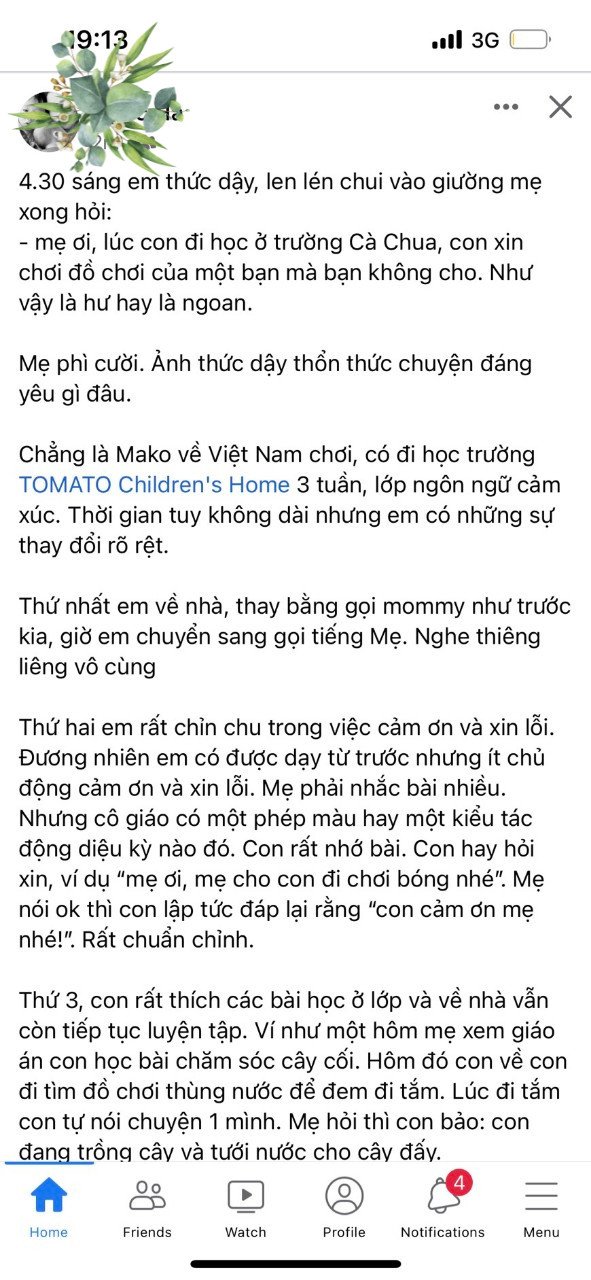 19:13
3G
4.30 sáng em thức dậy, len lén chui vào giường mẹ
xong hỏi:
- mẹ ơi, lúc con đi học ở trường Cà Chua, con xin
chơi đồ chơi của một bạn mà bạn không cho. Như
vậy là hư hay là ngoan.
Mẹ phì cười. Ảnh thức dậy thổn thức chuyện đáng
yêu gì đâu.
Chẳng là Mako về Việt Nam chơi, có đi học trường
TOMATO Children's Home 3 tuần, lớp ngôn ngữ cảm
xúc. Thời gian tuy không dài nhưng em có những sự
thay đổi rõ rệt.
Thứ nhất em về nhà, thay bằng gọi mommy như trước
kia, giờ em chuyển sang gọi tiếng Mẹ. Nghe thiêng
liêng vô cùng
Thứ hai em rất chỉn chu trong việc cảm ơn và xin lỗi.
Đương nhiên em có được dạy từ trước nhưng ít chủ
động cảm ơn và xin lỗi. Mẹ phải nhắc bài nhiều.
Nhưng cô giáo có một phép màu hay một kiểu tác
động diệu kỳ nào đó. Con rất nhớ bài. Con hay hỏi
xin, ví dụ “mẹ ơi, mẹ cho con đi chơi bóng nhé”. Mẹ
nói ok thì con lập tức đáp lại rằng “con cảm ơn mẹ
nhé!”. Rất chuẩn chỉnh.
Thứ 3, con rất thích các bài học ở lớp và về nhà vẫn
còn tiếp tục luyện tập. Ví như một hôm mẹ xem giáo
án con học bài chăm sóc cây cối. Hôm đó con về con
đi tìm đồ chơi thùng nước để đem đi tắm. Lúc đi tắm
con tự nói chuyện 1 mình. Mẹ hỏi thì con bảo: con
đang trồng cây và tưới nước cho cây đấy.
4
Home Friends Watch Profile Notifications Menu